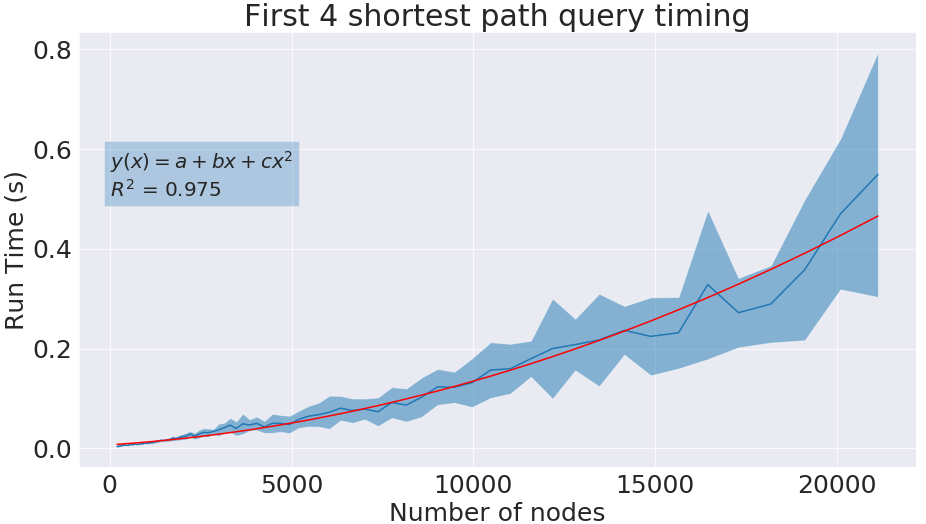 First 4 shortest path query timing
0.8
0.6
0.4
0.2
0.0
Run Time (s)
y(x) = a + bx + cx²
R² = 0.975
0 5000 10000 15000 20000
Number of nodes